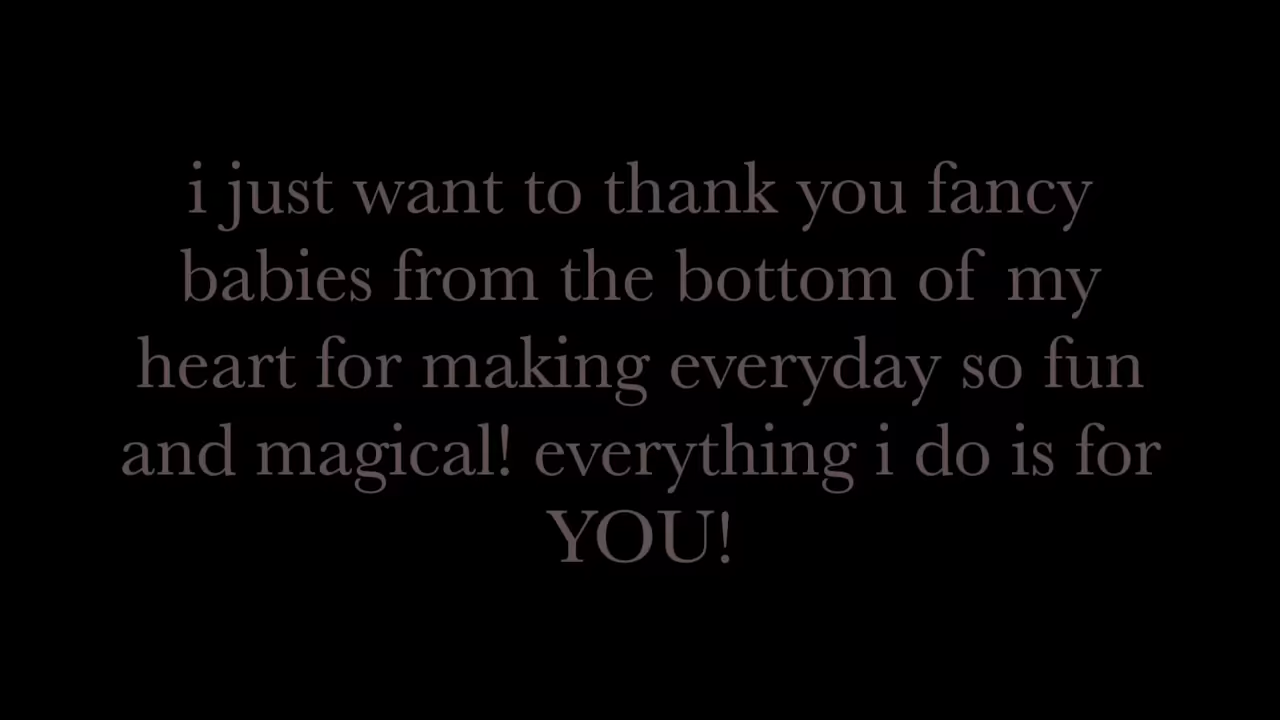 i just want to thank you fancy
babies from the bottom of my
heart for making everyday so fun
and magical! everything i do is for
YOU!